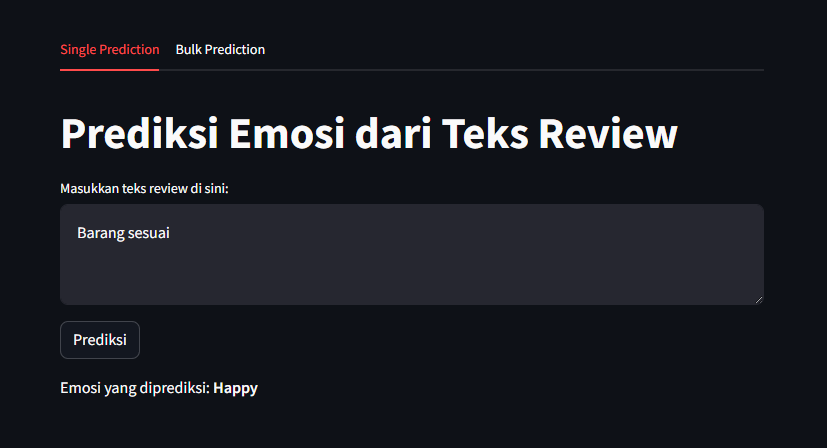 Single Prediction Bulk Prediction
Prediksi Emosi dari Teks Review
Masukkan teks review di sini:
Barang sesuai
Prediksi
Emosi yang diprediksi: Happy